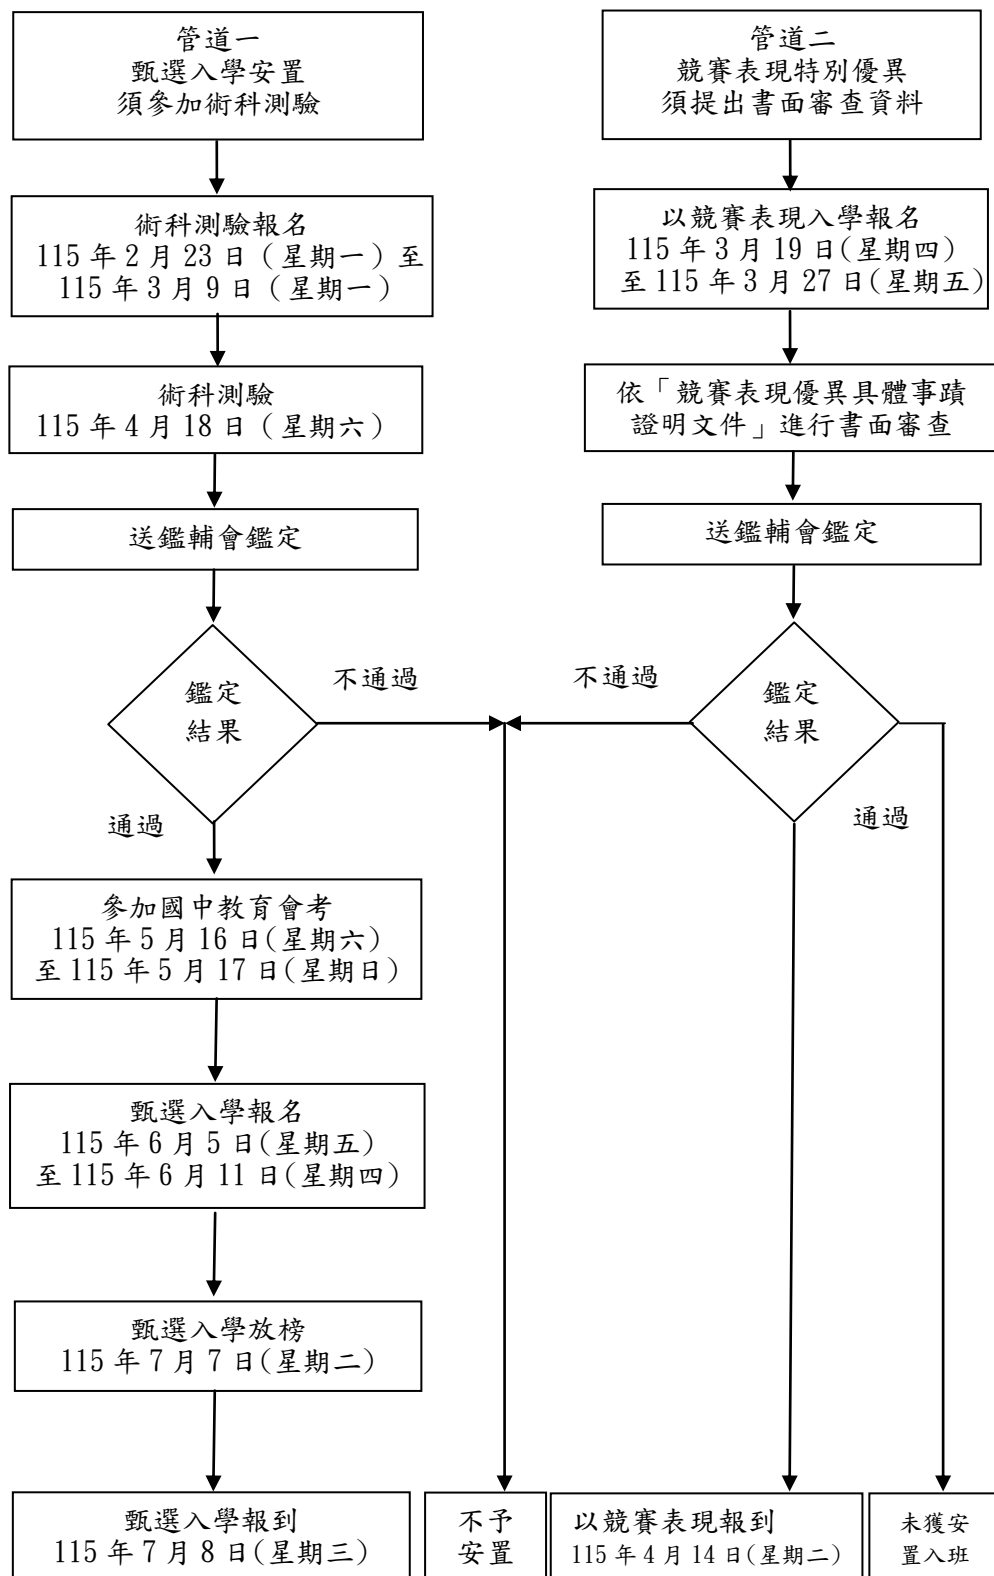 管道一
甄選入學安置
須參加術科測驗
術科測驗報名
115 年 2 月 23 日（星期一）至
115 年 3 月 9 日（星期一）
術科測驗
115 年 4 月 18 日（星期六）
送鑑輔會鑑定
鑑定
結果
不通過
通過
參加國中教育會考
115 年 5 月 16 日(星期六)
至 115 年 5 月 17 日(星期日)
甄選入學報名
115 年 6 月 5 日(星期五)
至 115 年 6 月 11 日(星期四)
甄選入學放榜
115 年 7 月 7 日(星期二)
甄選入學報到
115 年 7 月 8 日(星期三)
管道二
競賽表現特別優異
須提出書面審查資料
以競賽表現入學報名
115 年 3 月 19 日(星期四)
至 115 年 3 月 27 日(星期五)
依「競賽表現優異具體事蹟
證明文件」進行書面審查
送鑑輔會鑑定
鑑定
結果
不通過
通過
不予
安置
以競賽表現報到
115 年 4 月 14 日(星期二)
未獲安
置入班